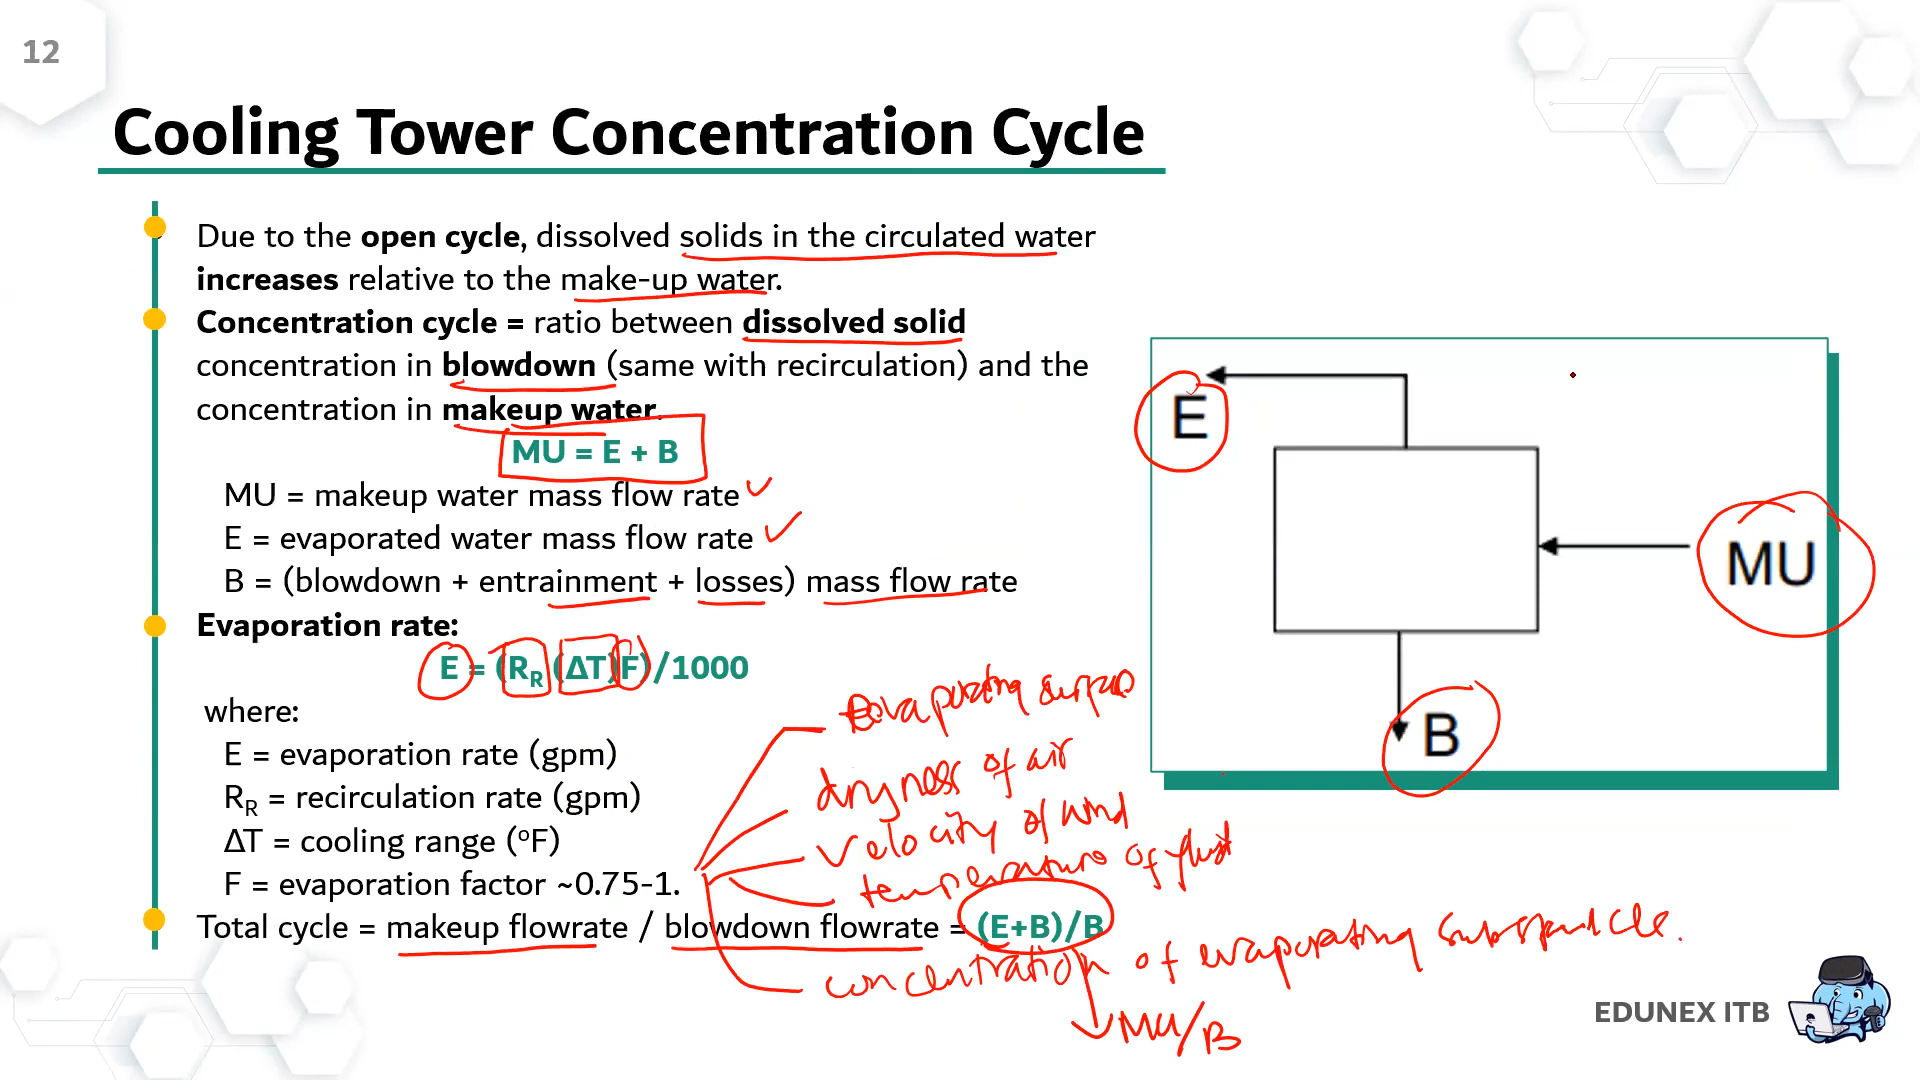 12
Cooling Tower Concentration Cycle
Due to the open cycle, dissolved solids in the circulated water
increases relative to the make-up water.
Concentration cycle = ratio between dissolved solid
concentration in blowdown (same with recirculation) and the
concentration in makeup water.
MU = E + B
MU = makeup water mass flow rate
E = evaporated water mass flow rate
B = (blowdown + entrainment + losses) mass flow rate
Evaporation rate:
E = (RR (ΔT)F)/1000
where:
E = evaporation rate (gpm)
RR = recirculation rate (gpm)
ΔT = cooling range (°F)
F = evaporation factor ~0.75-1.
Total cycle = makeup flowrate / blowdown flowrate = (E+B)/B
Evaporating surface
dryness of air
velocity of wind
temperature of
concentration of evaporating
MU/B
E
MU
B
EDUNEX ITB